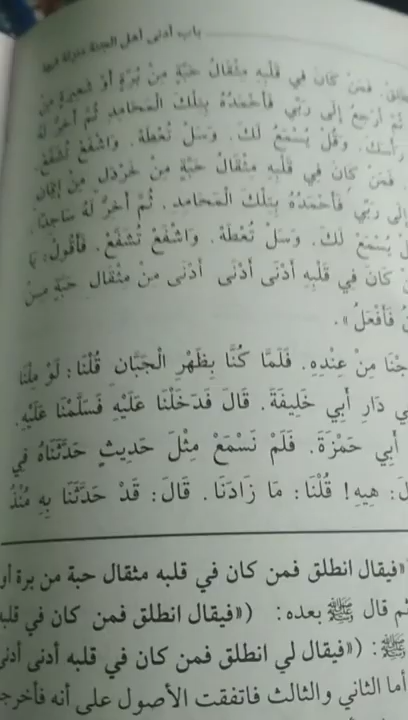 باب أدنى أهل الجنة منزلة فيها
فمن كان في قلبه مثقال حبة من برة أو شعيرة من
ثم أرجع إلى ربي فأحمده بتلك المحامد ثم أخر له
رأسك. وقل يسمع لك. وسل تعطه. واشفع تشفع.
فمن كان في قلبه مثقال حبة من خردل من إيمان
إلى ربي فأحمده بتلك المحامد. ثم أخر له ساجدا.
يسمع لك. وسل تعطه. واشفع تشفع. فأقول: يا
كان في قلبه أدنى أدنى أدنى من مثقال حبة من
فأفعل».
من عنده. فلما كنا بظهر الجبان قلنا: لو ملنا
دار أبي خليفة. قال فدخلنا عليه فسلمنا عليه.
أبي حمزة. فلم نسمع مثل حديث حدثناه في
هيه! قلنا: ما زادنا. قال: قد حدثنا به منذ
«فيقال انطلق فمن كان في قلبه مثقال حبة من برة أو
ثم قال ﷺ بعده: («فيقال انطلق فمن كان في
ﷺ: («فيقال لي انطلق فمن كان في قلبه أدنى
أما الثاني والثالث فاتفقت الأصول على أنه